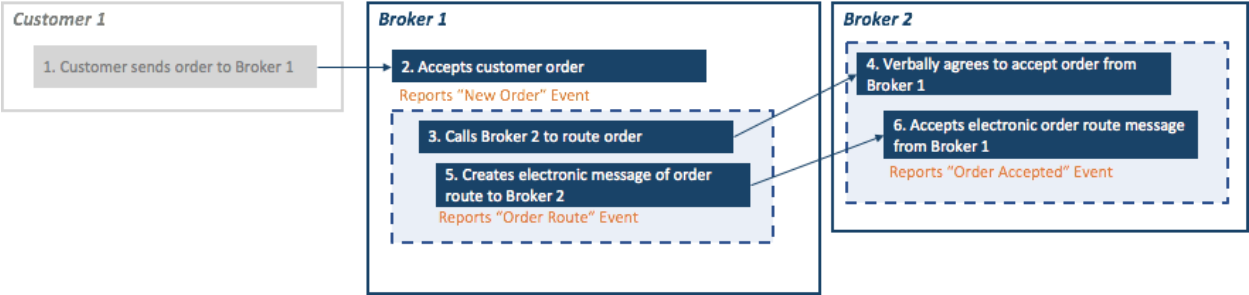 Customer 1
1. Customer sends order to Broker 1
Broker 1
2. Accepts customer order
Reports "New Order" Event
3. Calls Broker 2 to route order
5. Creates electronic message of order
route to Broker 2
Reports "Order Route" Event
Broker 2
4. Verbally agrees to accept order from
Broker 1
6. Accepts electronic order route message
from Broker 1
Reports "Order Accepted" Event